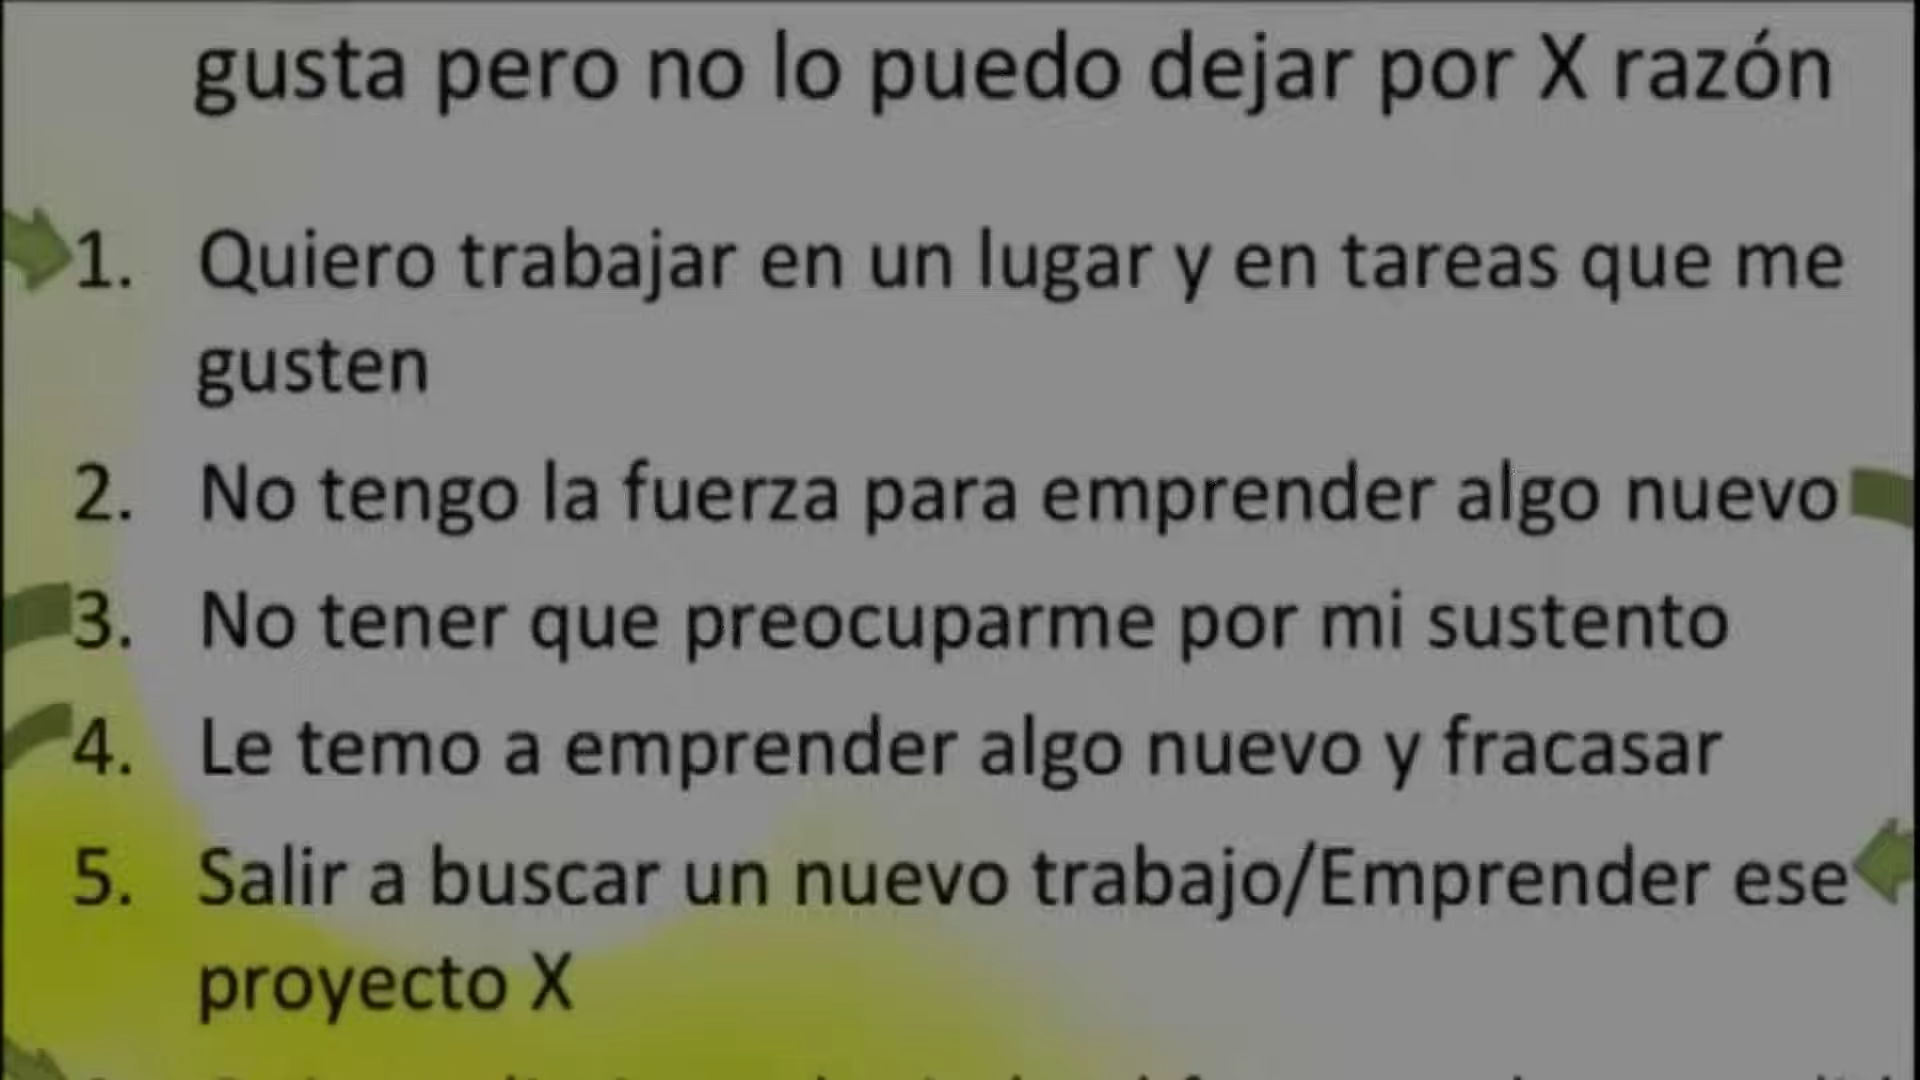 gusta pero no lo puedo dejar por X razón
1. Quiero trabajar en un lugar y en tareas que me
gusten
2. No tengo la fuerza para emprender algo nuevo
3. No tener que preocuparme por mi sustento
4. Le temo a emprender algo nuevo y fracasar
5. Salir a buscar un nuevo trabajo/Emprender ese
proyecto X